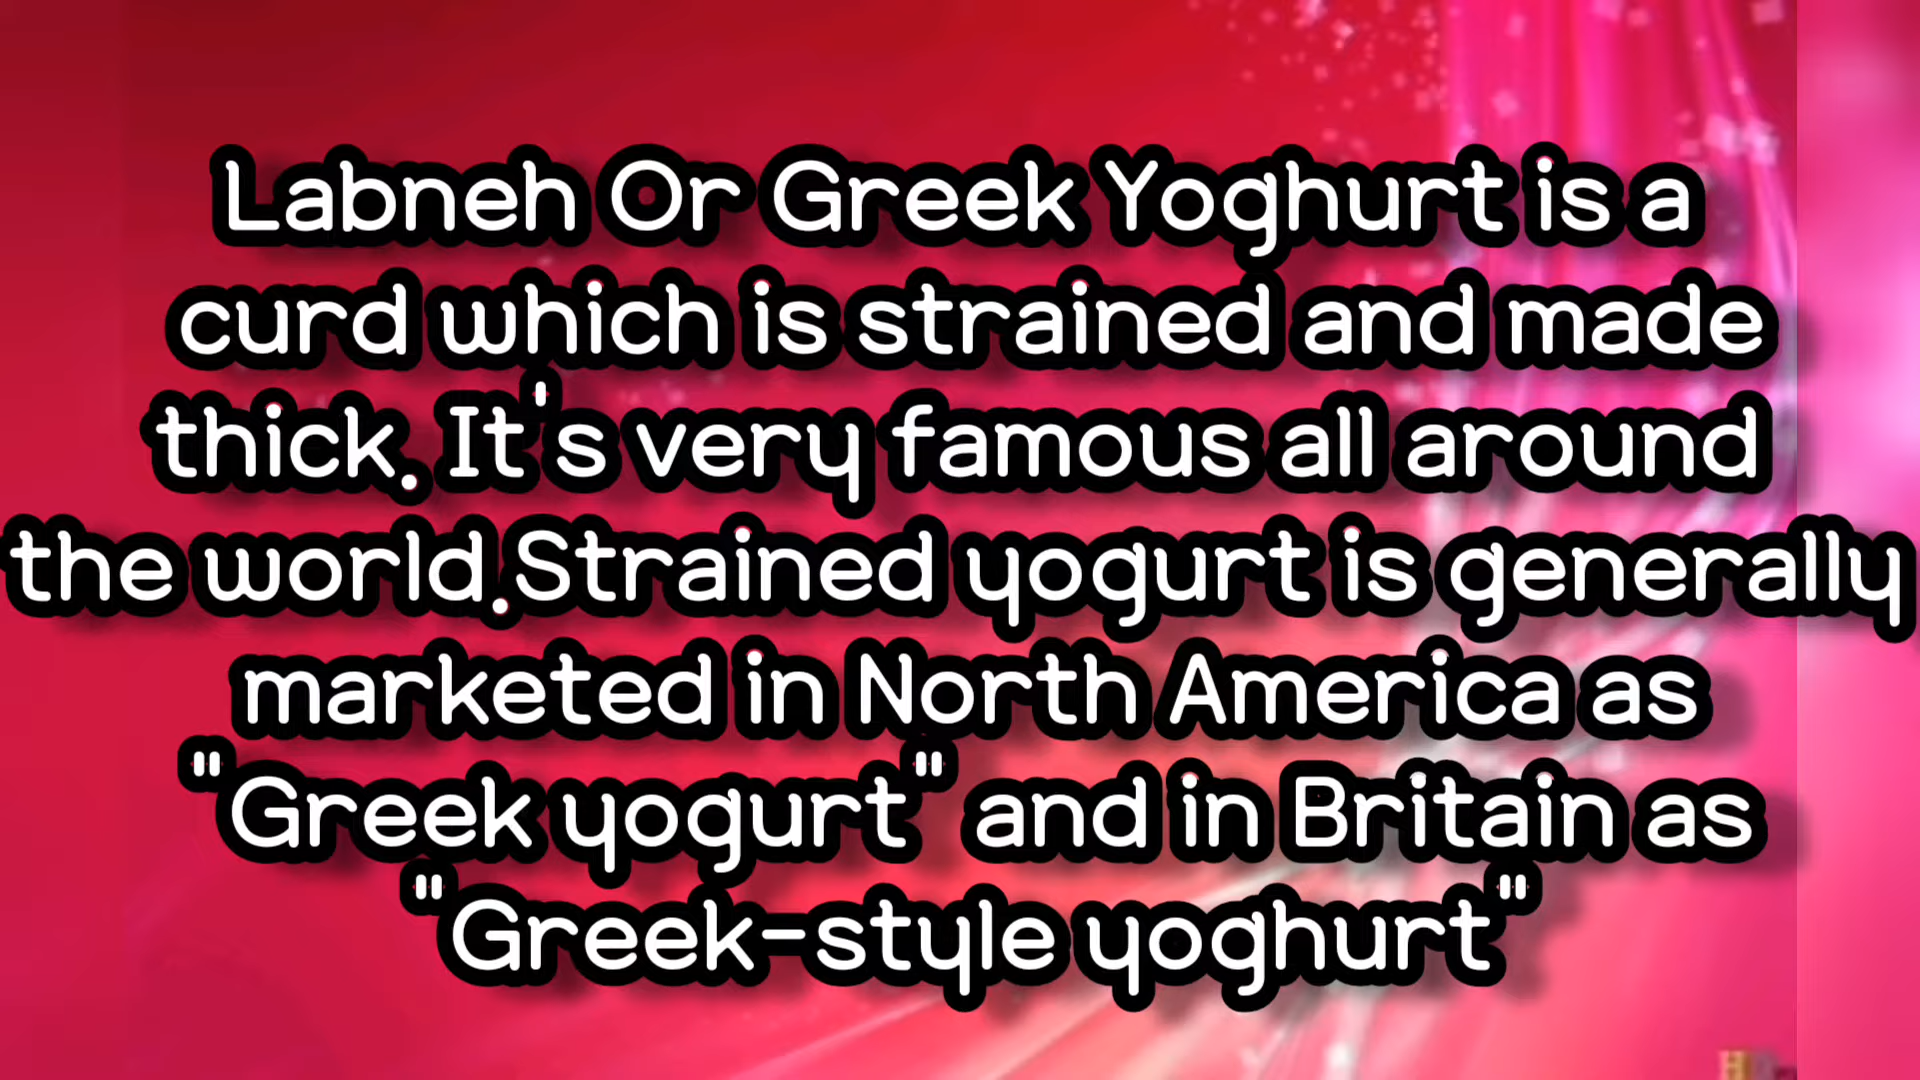 Labneh Or Greek Yoghurt is a
curd which is strained and made
thick. It's very famous all around
the world.Strained yogurt is generally
marketed in North America as
"Greek yogurt" and in Britain as
"Greek-style yoghurt"